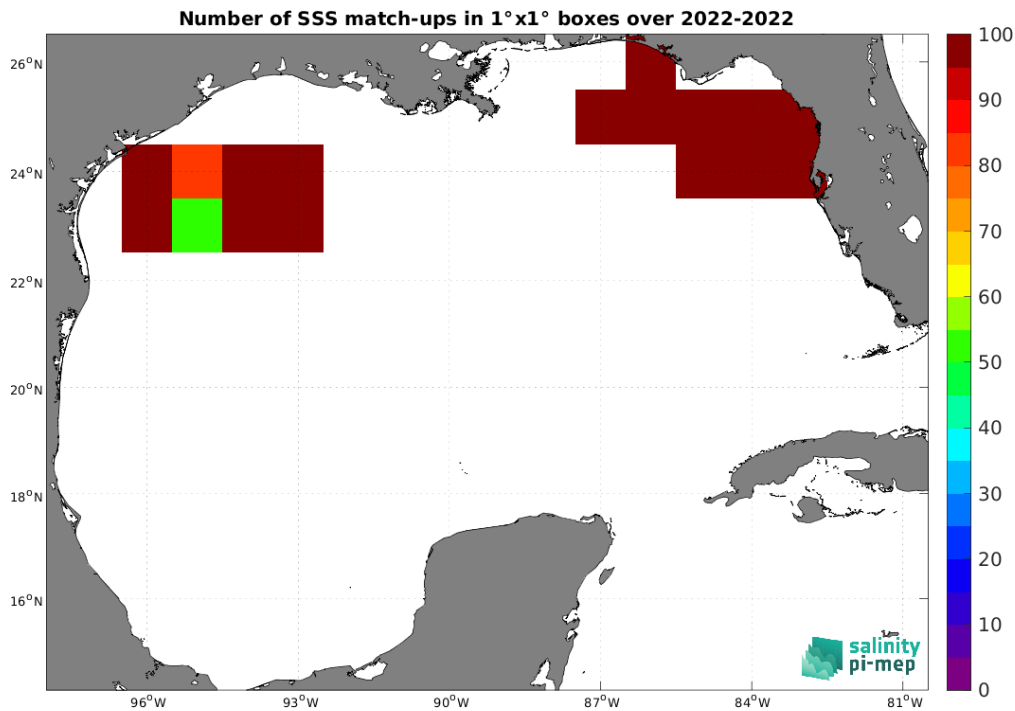 Number of SSS match-ups in 1°x1° boxes over 2022-2022
26°N
24°N
22°N
20°N
18°N
16°N
96°W
93°W
90°W
87°W
84°W
81°W
100
90
80
70
60
50
40
30
20
10
0
salinity
pi-mep